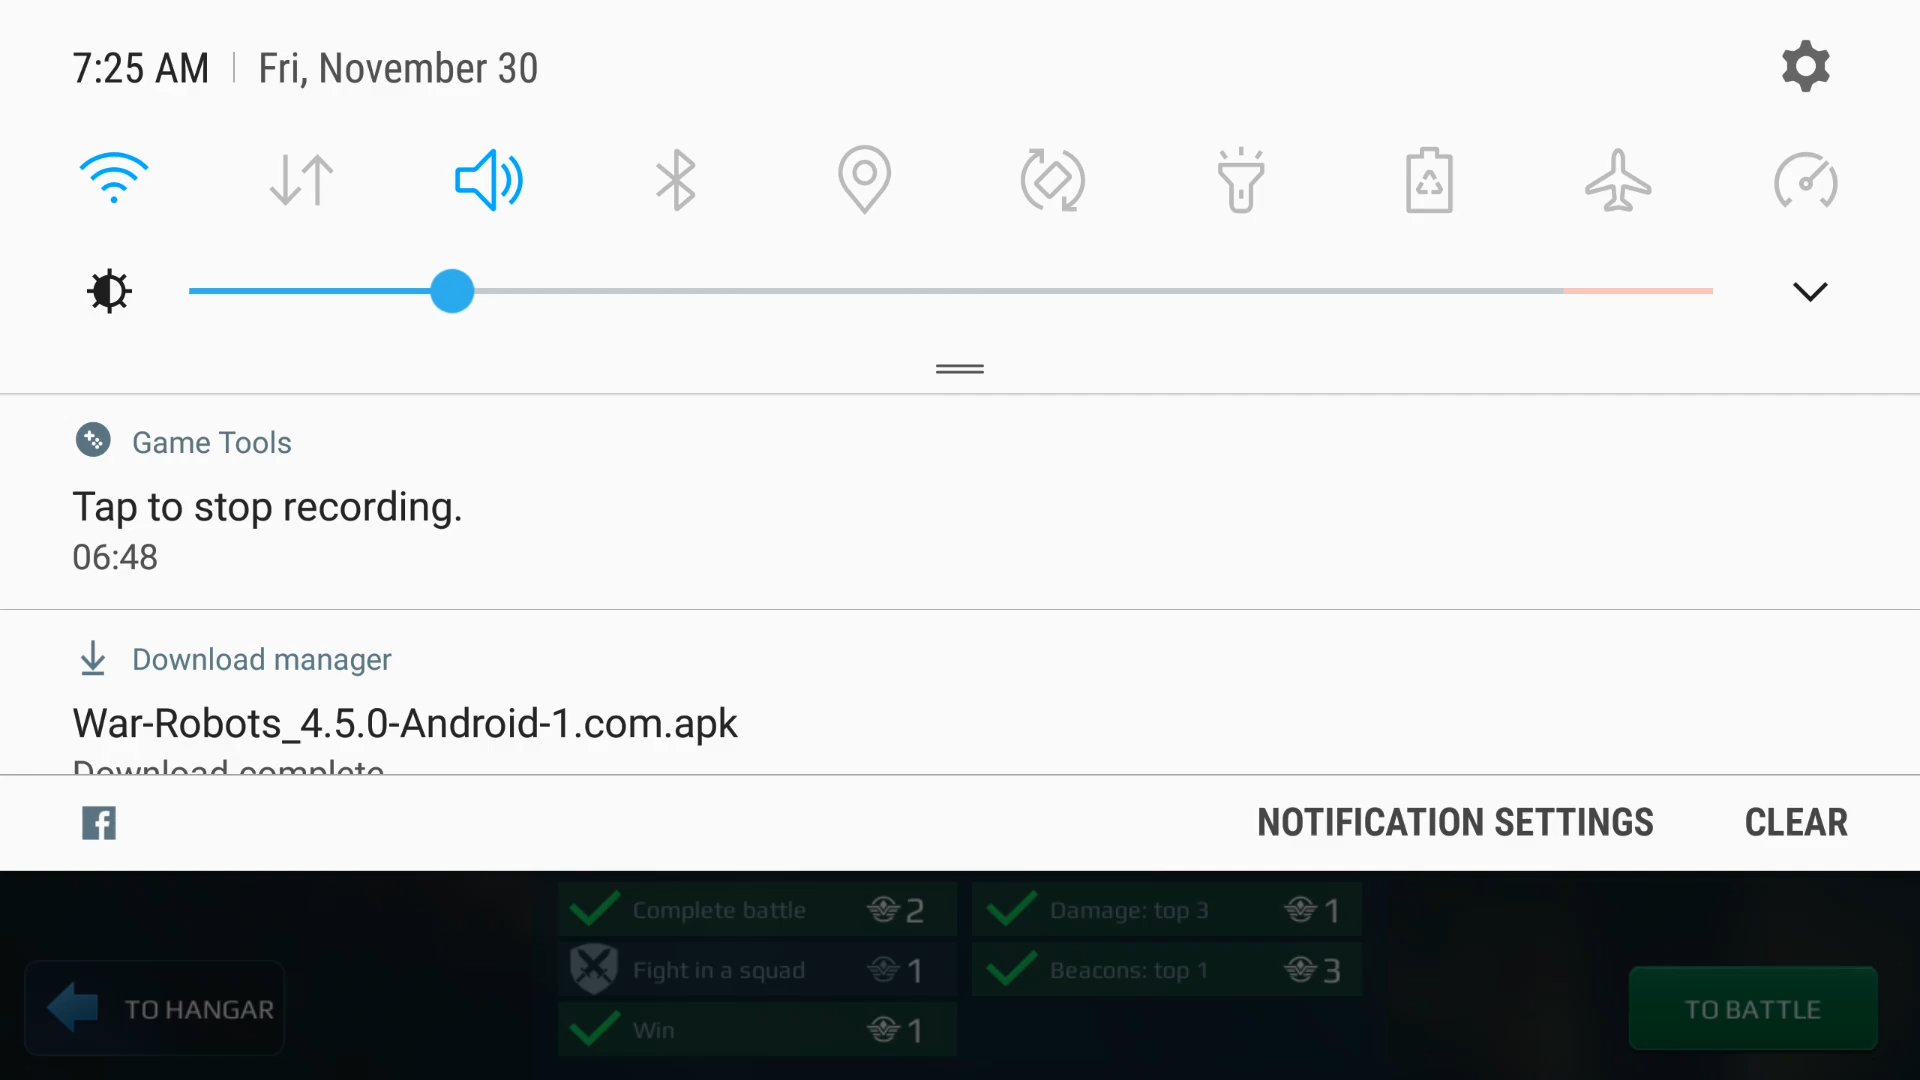 7:25 AM | Fri, November 30
Game Tools
Tap to stop recording.
06:48
Download manager
War-Robots_4.5.0-Android-1.com.apk
Download complete
NOTIFICATION SETTINGS CLEAR
Complete battle 2 Damage: top 3 1
Fight in a squad 1 Beacons: top 1 3
TO HANGAR TO BATTLE
Win 1